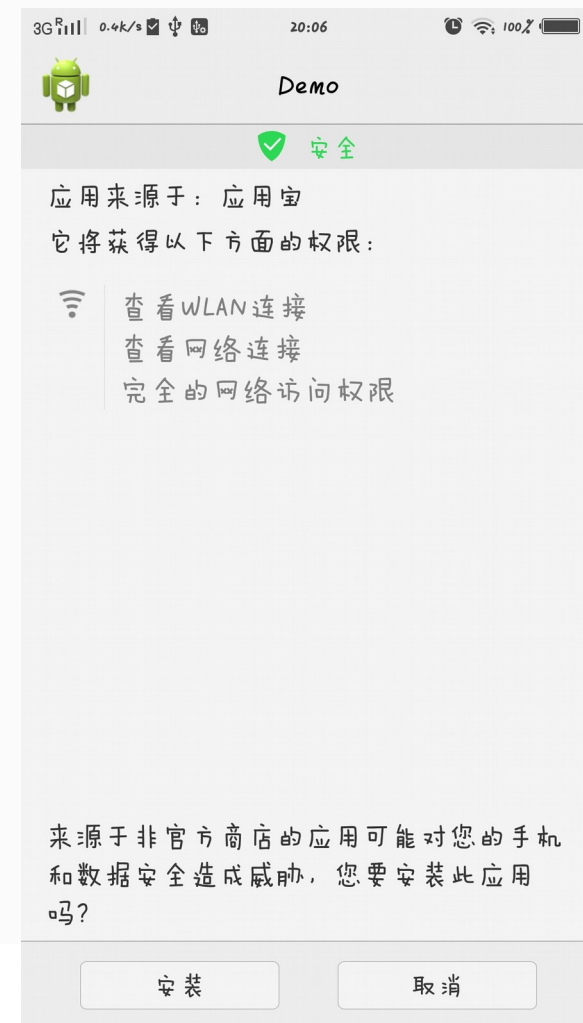 3G R 0.4k/s 20:06 100%
Demo
安全
应用来源于：应用宝
它将获得以下方面的权限：
查看WLAN连接
查看网络连接
完全的网络访问权限
来源于非官方商店的应用可能对您的手机
和数据安全造成威胁，您要安装此应用
吗？
安装 取消